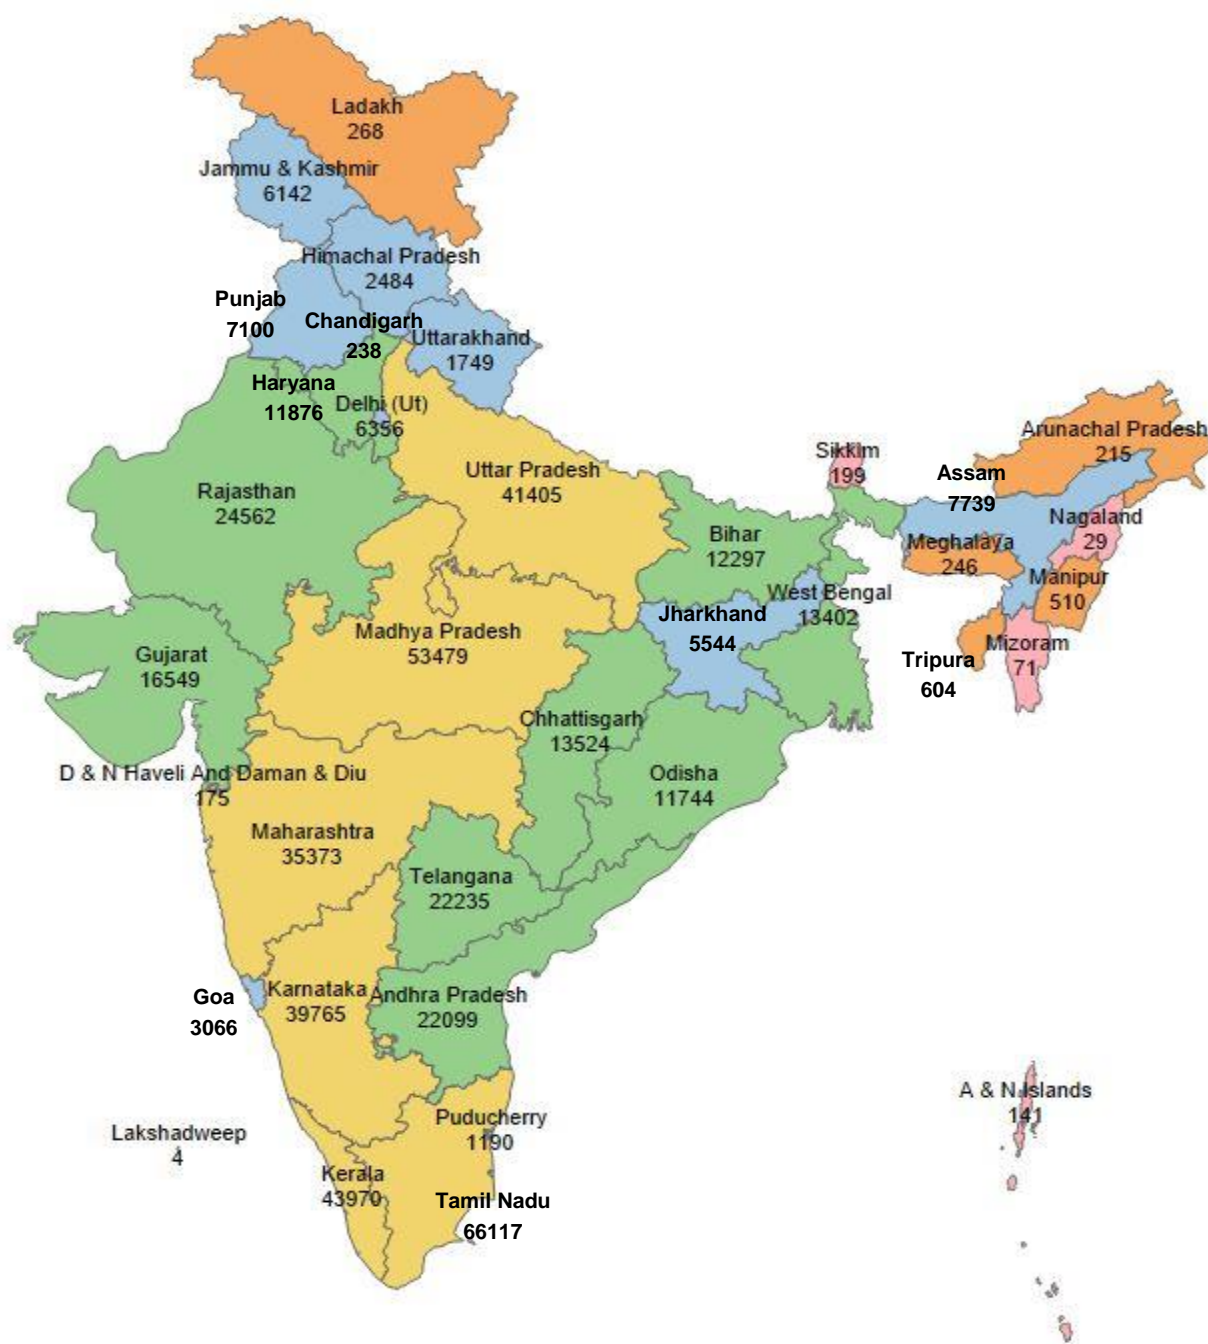 Ladakh
268
Jammu & Kashmir
6142
Himachal Pradesh
2484
Punjab
7100
Chandigarh
238
Uttarakhand
1749
Haryana
11876
Delhi (Ut)
6356
Uttar Pradesh
41405
Rajasthan
24562
Sikkim
199
Arunachal Pradesh
215
Assam
7739
Nagaland
29
Meghalaya
246
Manipur
510
Bihar
12297
West Bengal
13402
Jharkhand
5544
Mizoram
71
Tripura
604
Madhya Pradesh
53479
Gujarat
16549
Chhattisgarh
13524
D & N Haveli And Daman & Diu
175
Odisha
11744
Maharashtra
35373
Telangana
22235
Goa
3066
Karnataka
39765
Andhra Pradesh
22099
A & N Islands
141
Puducherry
1190
Lakshadweep
4
Kerala
43970
Tamil Nadu
66117